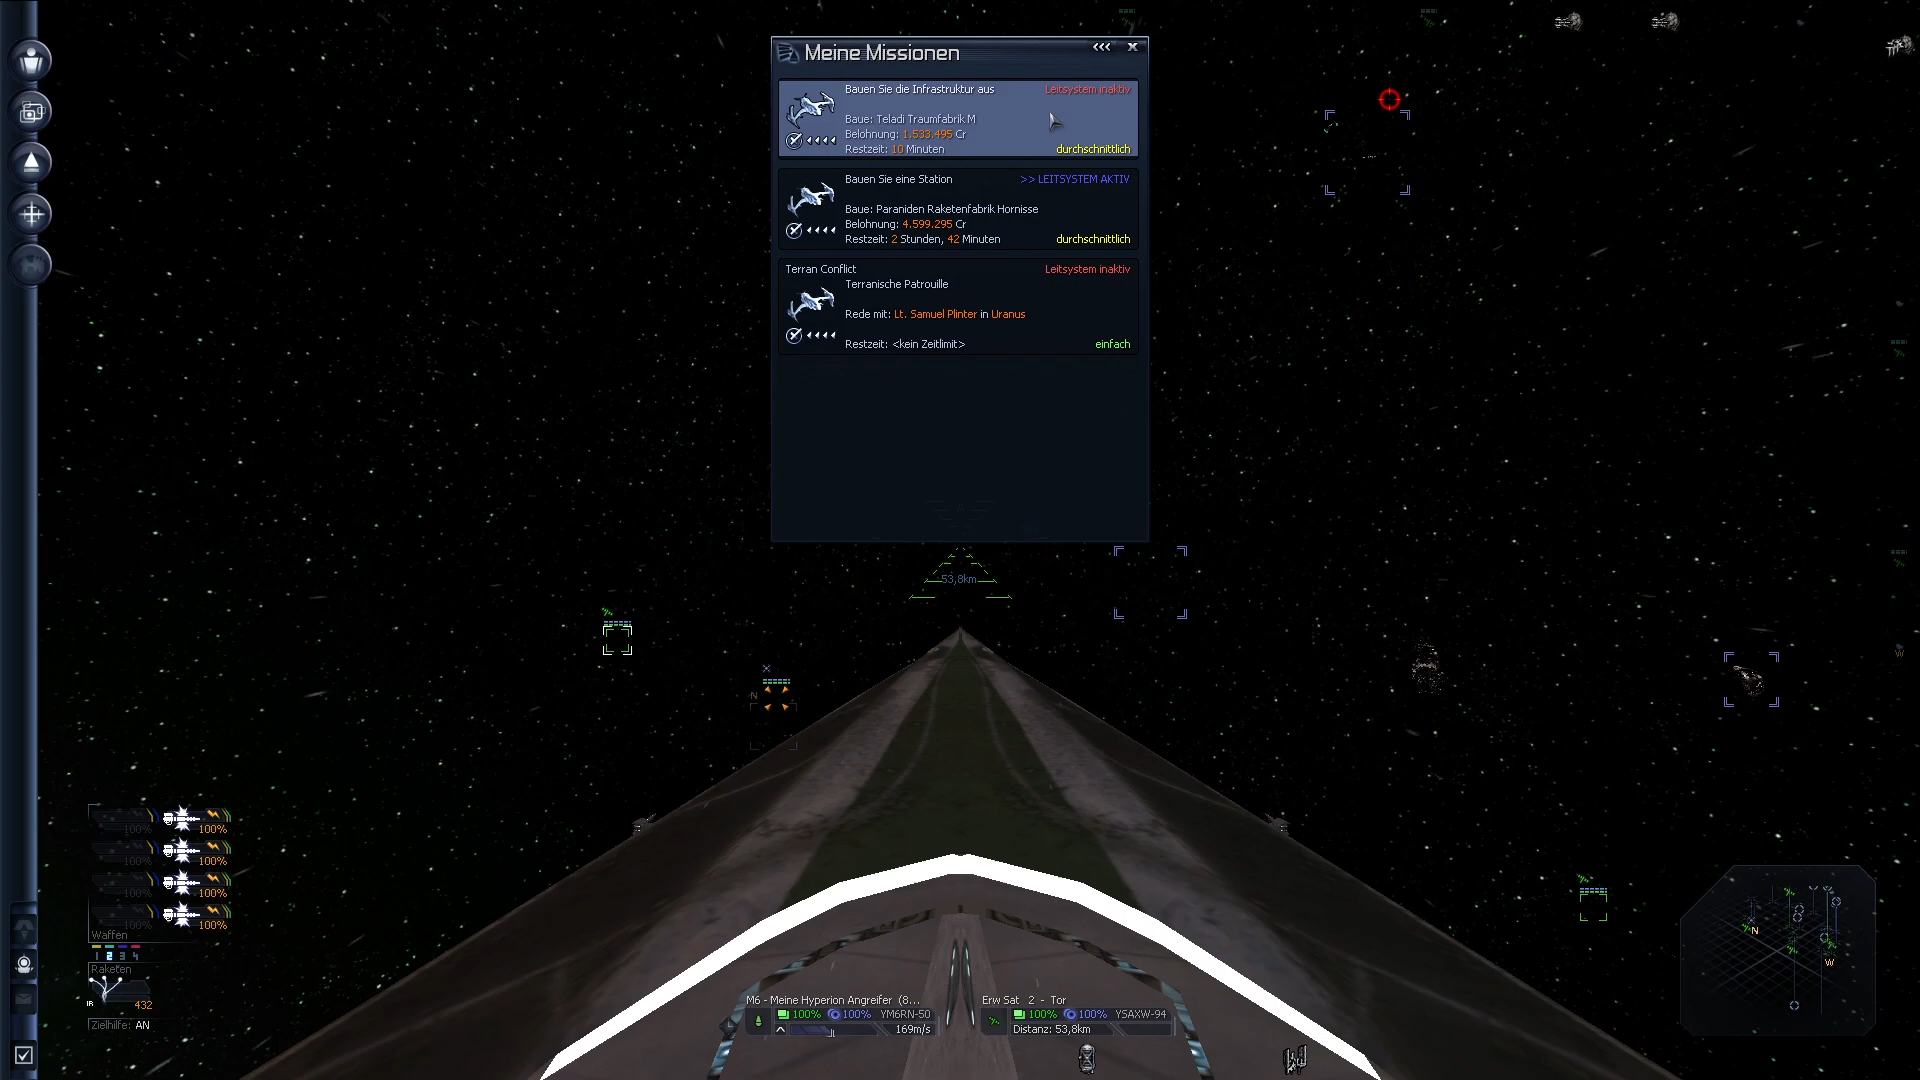 Meine Missionen
Bauen Sie die Infrastruktur aus
Leitsystem inaktiv
Baue: Teladi Traumfabrik M
Belohnung: 1.533.495 Cr
Restzeit: 10 Minuten
durchschnittlich
Bauen Sie eine Station
>> LEITSYSTEM AKTIV
Baue: Paraniden Raketenfabrik Hornisse
Belohnung: 4.599.295 Cr
Restzeit: 2 Stunden, 42 Minuten
durchschnittlich
Terran Conflict
Leitsystem inaktiv
Terranische Patrouille
Rede mit: Lt. Samuel Plinter in Uranus
Restzeit: <kein Zeitlimit>
einfach
53,8km
N
W
100% 100%
100% 100%
100% 100%
100% 100%
Waffen
1 2 3 4
Raketen
IR 432
Zielhilfe: AN
M6 - Meine Hyperion Angreifer (8...
100% 100% YM6RN-50
169m/s
Erw Sat 2 - Tor
100% 100% YSAXW-94
Distanz: 53,8km
N
W